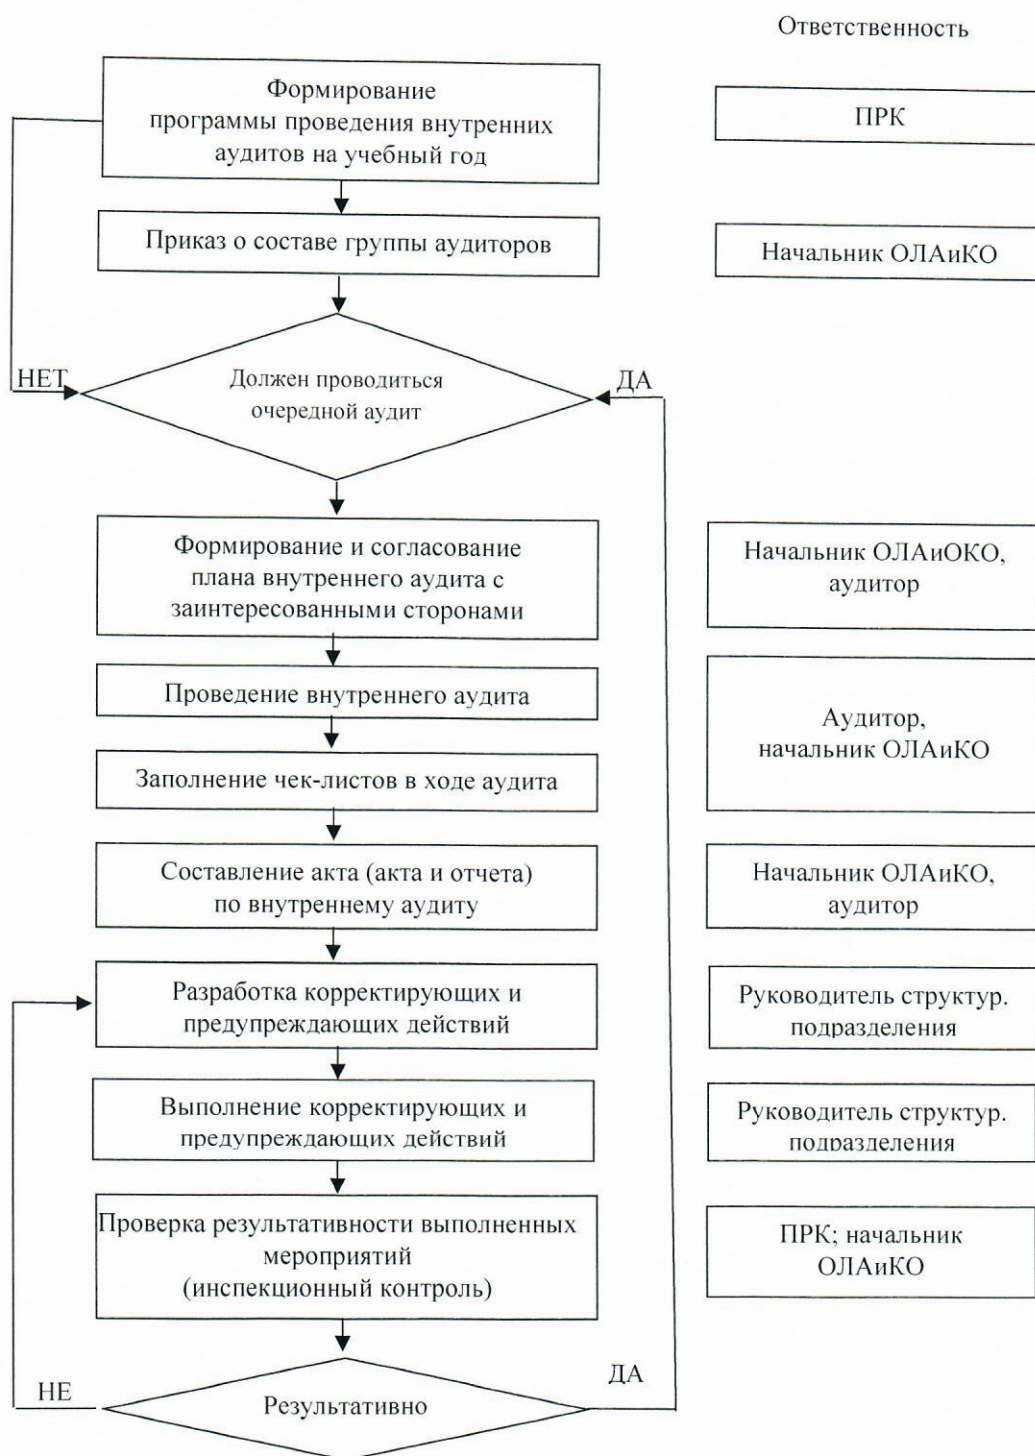 Ответственность
Формирование
программы проведения внутренних
аудитов на учебный год
ПРК
Приказ о составе группы аудиторов
Начальник ОЛАиКО
НЕТ
Должен проводиться
очередной аудит
ДА
Формирование и согласование
плана внутреннего аудита с
заинтересованными сторонами
Начальник ОЛАиОКО,
аудитор
Проведение внутреннего аудита
Заполнение чек-листов в ходе аудита
Аудитор,
начальник ОЛАиКО
Составление акта (акта и отчета)
по внутреннему аудиту
Начальник ОЛАиКО,
аудитор
Разработка корректирующих и
предупреждающих действий
Руководитель структур.
подразделения
Выполнение корректирующих и
предупреждающих действий
Руководитель структур.
подразделения
Проверка результативности выполненных
мероприятий
(инспекционный контроль)
ПРК; начальник
ОЛАиКО
НЕ
Результативно
ДА